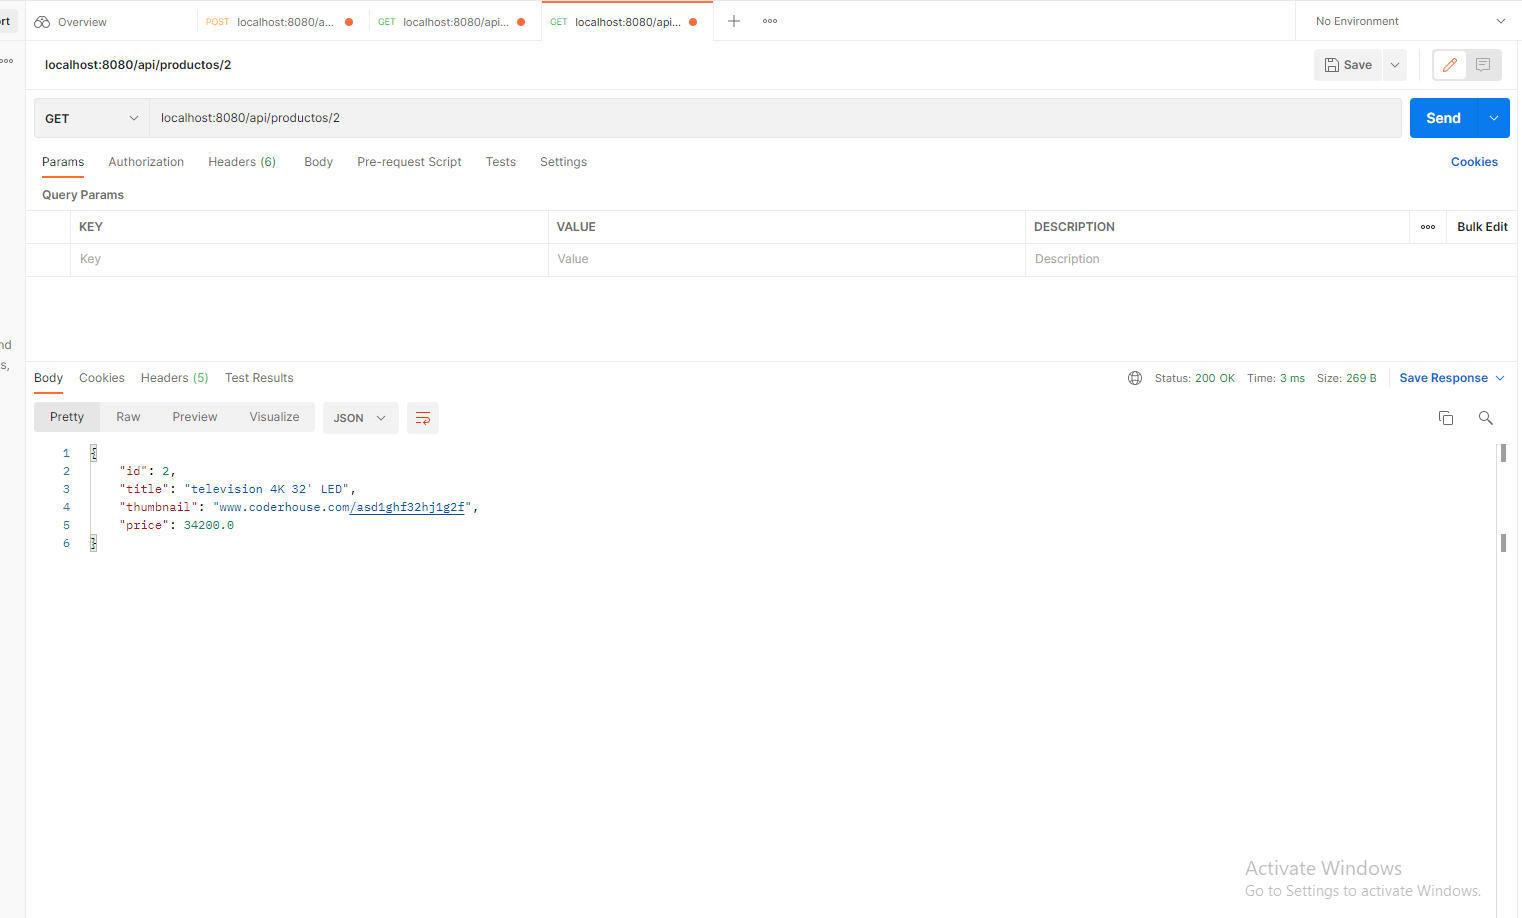 rt
Overview
POST localhost:8080/a...
GET localhost:8080/api...
GET localhost:8080/api...
No Environment
localhost:8080/api/productos/2
Save
GET
localhost:8080/api/productos/2
Send
Params Authorization Headers (6) Body Pre-request Script Tests Settings Cookies
Query Params
KEY VALUE DESCRIPTION Bulk Edit
Key Value Description
nd
s,
Body Cookies Headers (5) Test Results Status: 200 OK Time: 3 ms Size: 269 B Save Response
Pretty Raw Preview Visualize JSON
1 {
2 "id": 2,
3 "title": "television 4K 32' LED",
4 "thumbnail": "www.coderhouse.com/asd1ghf32hj1g2f",
5 "price": 34200.0
6 }
Activate Windows
Go to Settings to activate Windows.